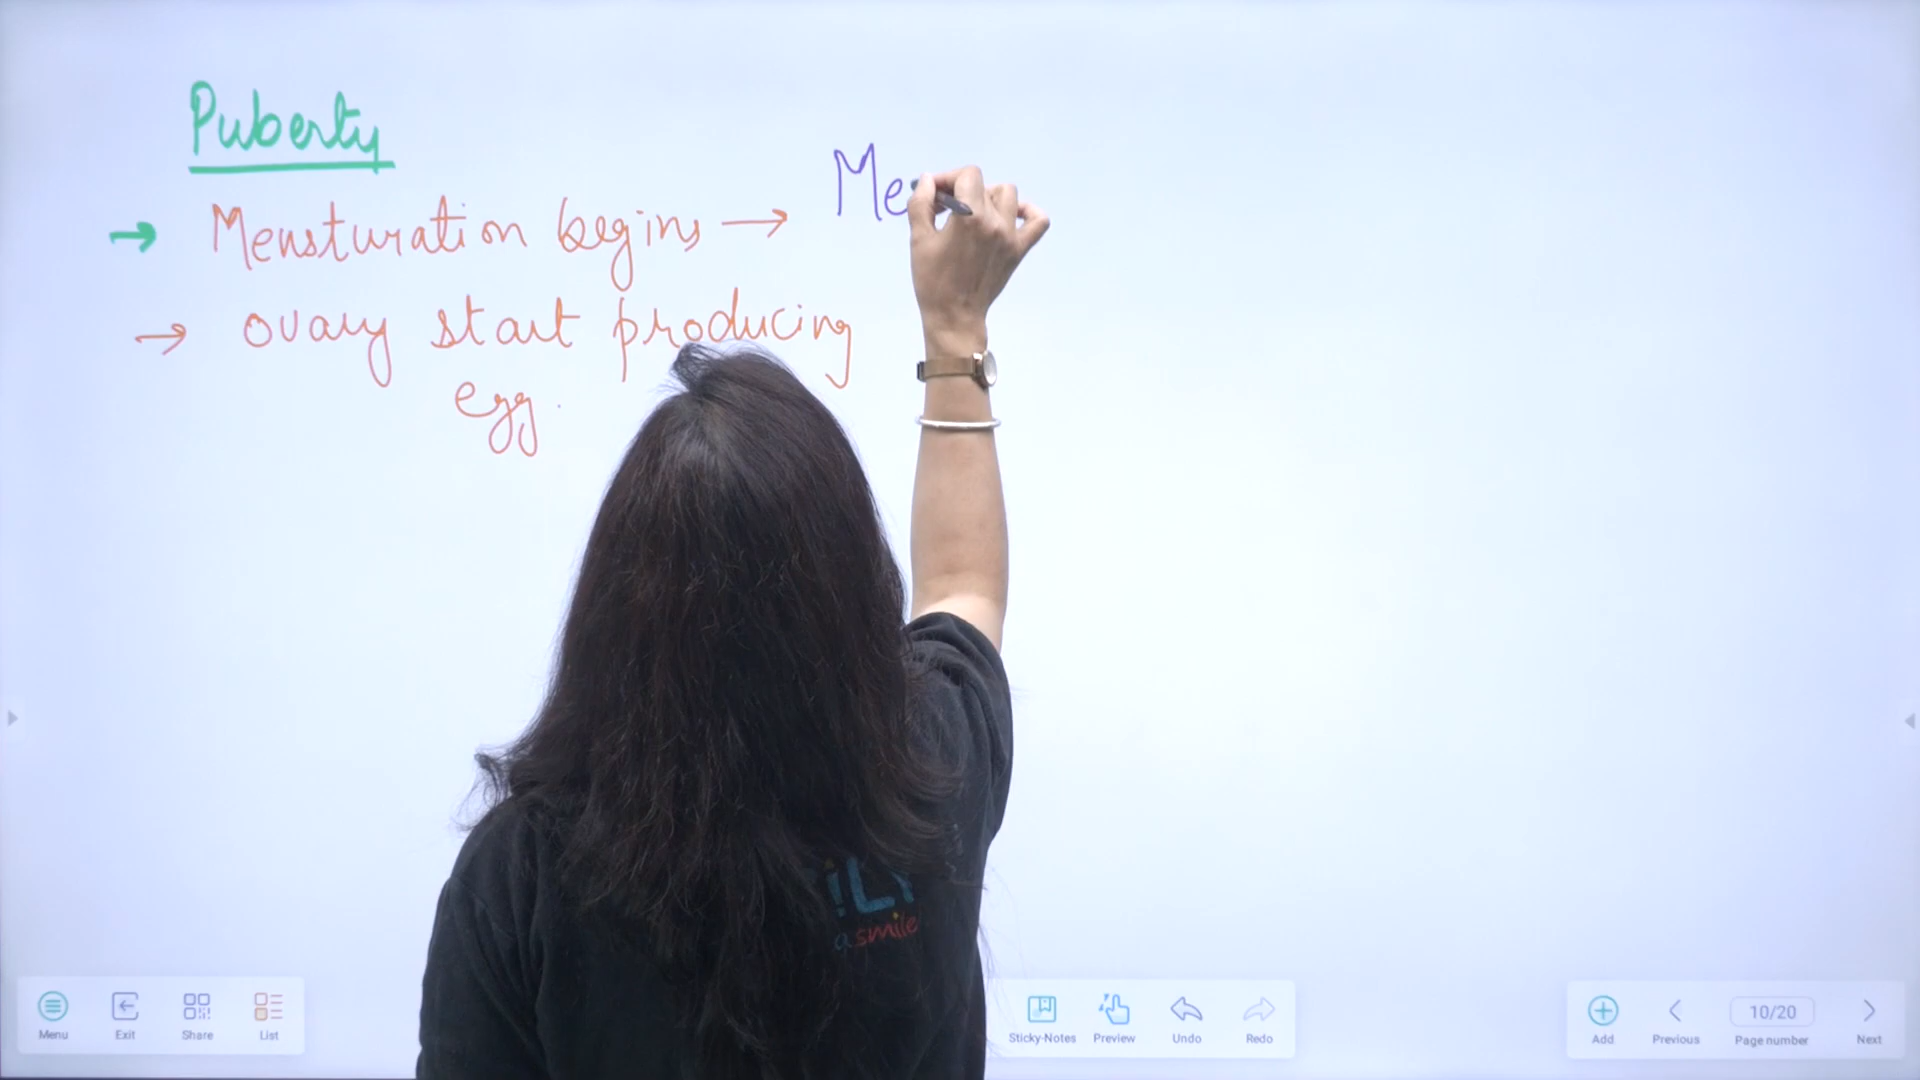 Puberty
→ Mensturation begins → Me
→ ovary start producing
egg.
a smile
Menu
Exit
Share
List
Sticky-Notes
Preview
Undo
Redo
Add
Previous
10/20
Page number
Next